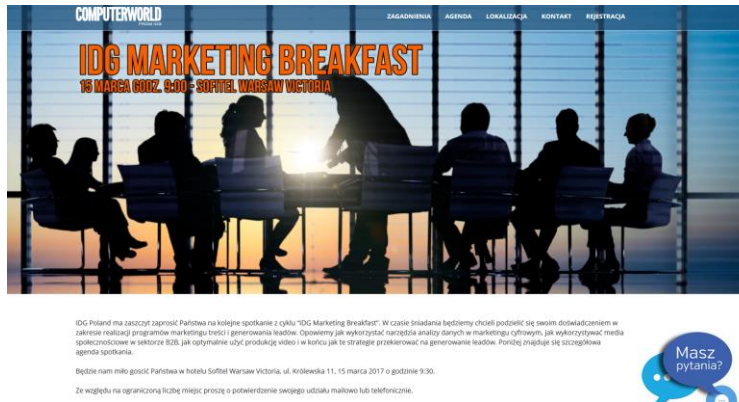 COMPUTERWORLD
FROM IDG
ZAGADNIENIA AGENDA LOKALIZACJA KONTAKT REJESTRACJA
IDG MARKETING BREAKFAST
15 MARCA GODZ. 9:00 - SOFITEL WARSAW VICTORIA
IDG Poland ma zaszczyt zaprosić Państwa na kolejne spotkanie z cyklu "IDG Marketing Breakfast". W czasie śniadania będziemy chcieli podzielić się swoim doświadczeniem w
zakresie realizacji programów marketingu treści i generowania leadów. Opowiemy jak wykorzystać narzędzia analizy danych w marketingu cyfrowym, jak wykorzystywać media
społecznościowe w sektorze B2B, jak optymalnie użyć produkcję video i w końcu jak te strategie przekierować na generowanie leadów. Poniżej znajduje się szczegółowa
agenda spotkania.
Będzie nam miło gościć Państwa w hotelu Sofitel Warsaw Victoria, ul. Królewska 11, 15 marca 2017 o godzinie 9:30.
Ze względu na ograniczoną liczbę miejsc proszę o potwierdzenie swojego udziału mailowo lub telefonicznie.
Masz
pytania?